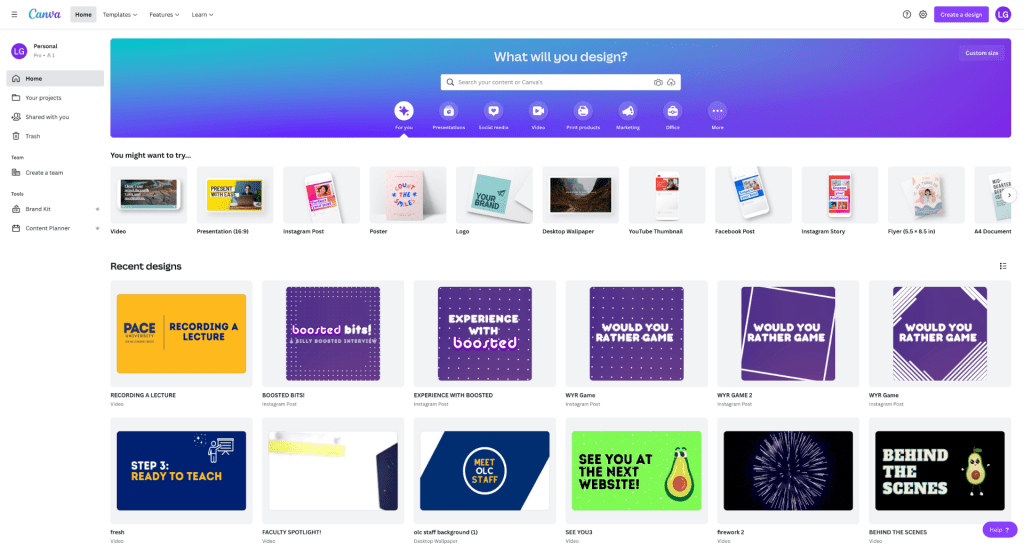 Canva
Home
Templates
Features
Learn
Create a design
LG
LG
Personal
Pro • 1
Home
Your projects
Shared with you
Trash
Team
Create a team
Tools
Brand Kit
Content Planner
What will you design?
Custom size
Search your content or Canva's
For you
Presentations
Social media
Video
Print products
Marketing
Office
More
You might want to try...
PRESENT
WITH EASE
COUNT
THE
YOUR
BRAND
Video
Presentation (16:9)
Instagram Post
Poster
Logo
Desktop Wallpaper
YouTube Thumbnail
Facebook Post
Instagram Story
Flyer (5.5 × 8.5 in)
A4 Document
Recent designs
PACE
UNIVERSITY
RECORDING A
LECTURE
boosted bits!
A BILLY BOOSTED INTERVIEW
EXPERIENCE
WITH
boosted
WOULD YOU
RATHER GAME
WOULD YOU
RATHER GAME
WOULD YOU
RATHER GAME
RECORDING A LECTURE
Video
BOOSTED BITS!
Instagram Post
EXPERIENCE WITH BOOSTED
Instagram Post
WYR Game
Instagram Post
WYR GAME 2
Instagram Post
WYR Game
Instagram Post
STEP 3:
READY TO TEACH
MEET
OLC
STAFF
SEE YOU AT
THE NEXT
WEBSITE!
BEHIND
THE
SCENES
fresh
Video
FACULTY SPOTLIGHT!
Video
olc staff background (1)
Desktop Wallpaper
SEE YOU3
Video
firework 2
Video
BEHIND THE SCENES
Video
Help ?